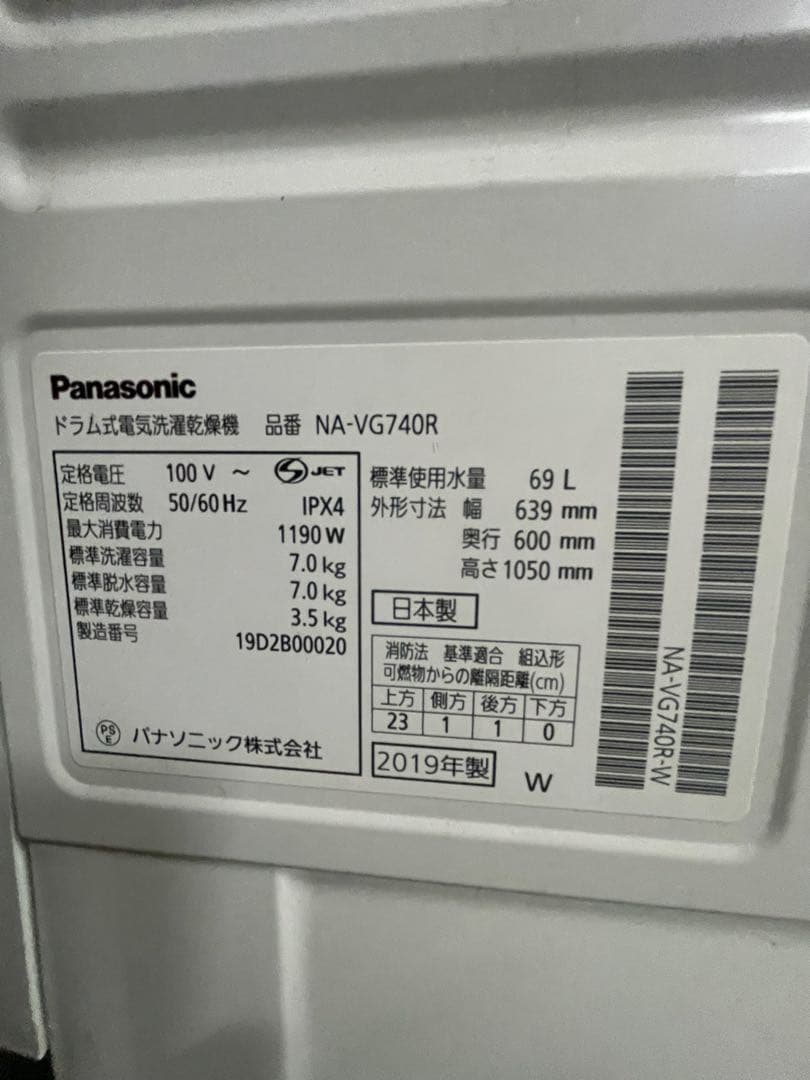 Panasonic
ドラム式電気洗濯乾燥機 品番 NA-VG740R
定格電圧 100 V ～ S JET
定格周波数 50/60 Hz IPX4
最大消費電力 1190 W
標準洗濯容量 7.0 kg
標準脱水容量 7.0 kg
標準乾燥容量 3.5 kg
製造番号 19D2B00020
PS E パナソニック株式会社
標準使用水量 69 L
外形寸法 幅 639 mm
奥行 600 mm
高さ 1050 mm
日本製
消防法 基準適合 組込形
可燃物からの離隔距離(cm)
上方 側方 後方 下方
23 1 1 0
2019年製 W
NA-VG740R-W